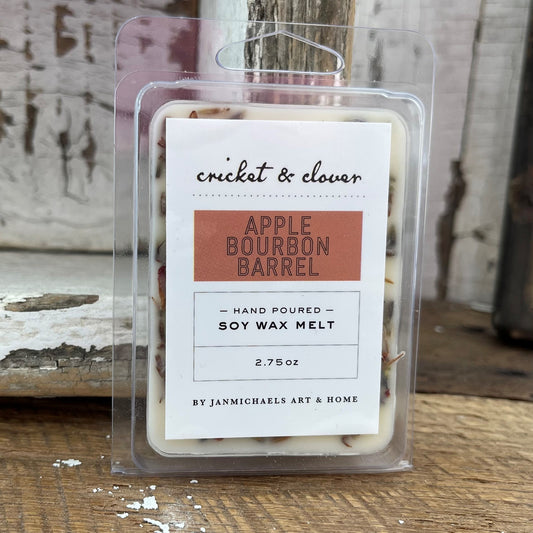 cricket & clover
APPLE
BOURBON
BARREL
— HAND POURED —
SOY WAX MELT
2.75oz
BY JANMICHAELS ART & HOME